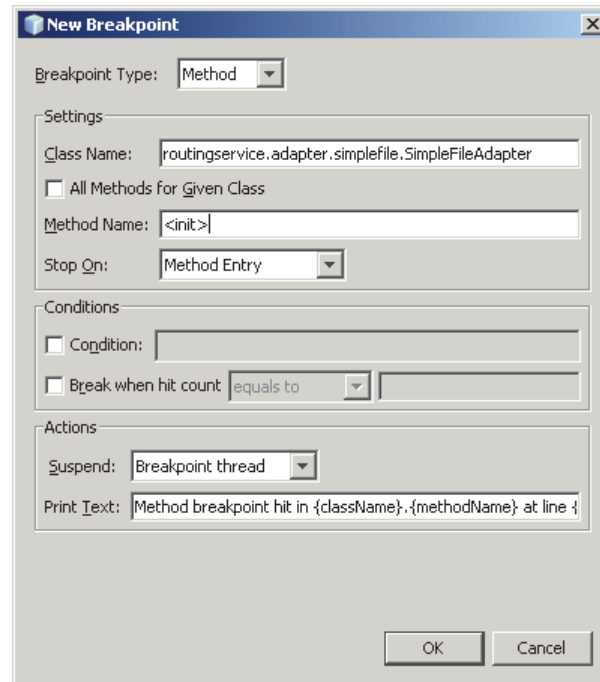 New Breakpoint
Breakpoint Type: Method
Settings
Class Name: routingservice.adapter.simplefile.SimpleFileAdapter
All Methods for Given Class
Method Name: <init>
Stop On: Method Entry
Conditions
Condition:
Break when hit count equals to
Actions
Suspend: Breakpoint thread
Print Text: Method breakpoint hit in {className}.{methodName} at line {
OK Cancel